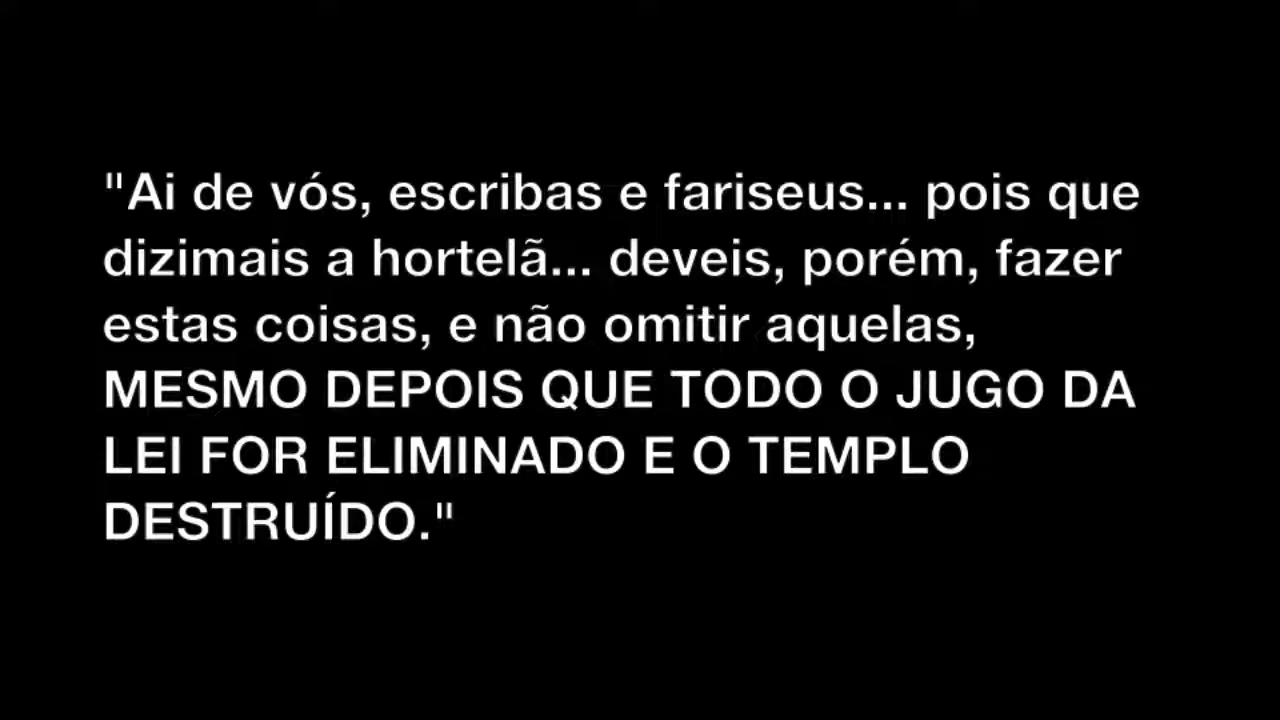 "Ai de vós, escribas e fariseus... pois que
dizimais a hortelã... deveis, porém, fazer
estas coisas, e não omitir aquelas,
MESMO DEPOIS QUE TODO O JUGO DA
LEI FOR ELIMINADO E O TEMPLO
DESTRUÍDO."